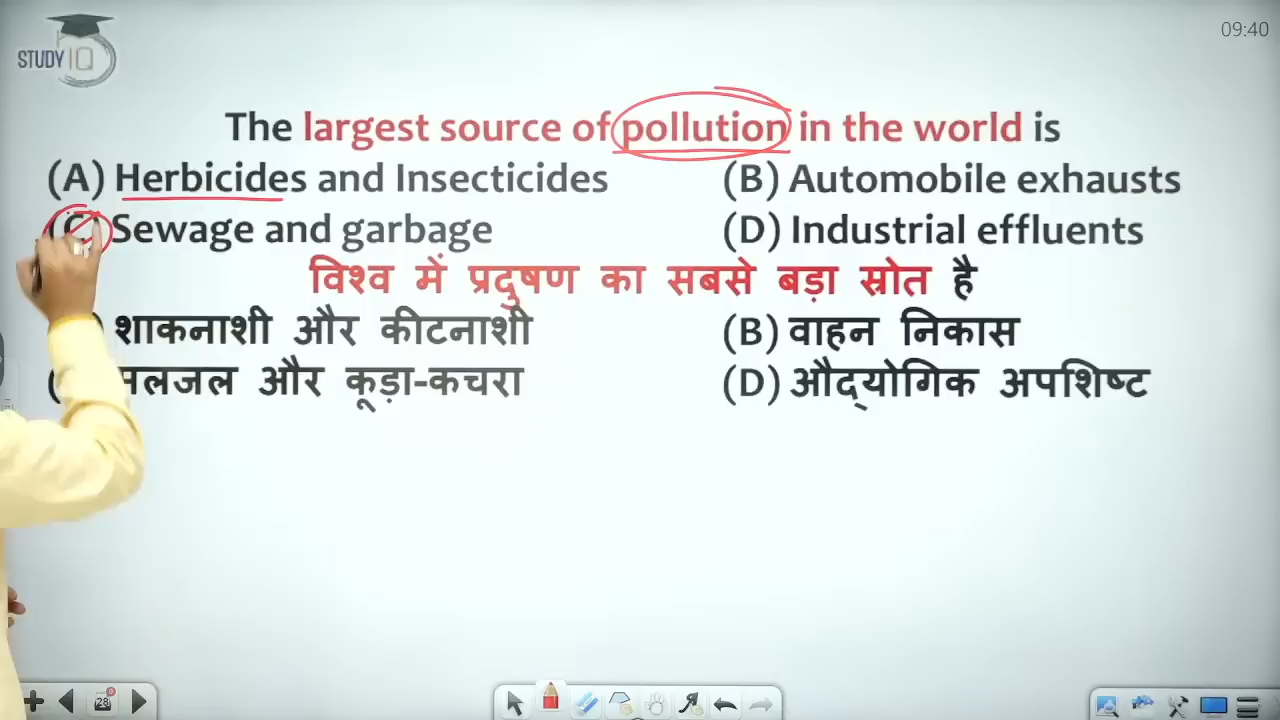 STUDY IQ
09:40
The largest source of pollution in the world is
(A) Herbicides and Insecticides (B) Automobile exhausts
(C) Sewage and garbage (D) Industrial effluents
विश्व में प्रदुषण का सबसे बड़ा स्रोत है
शाकनाशी और कीटनाशी (B) वाहन निकास
और कूड़ा-कचरा (D) औद्योगिक अपशिष्ट
28